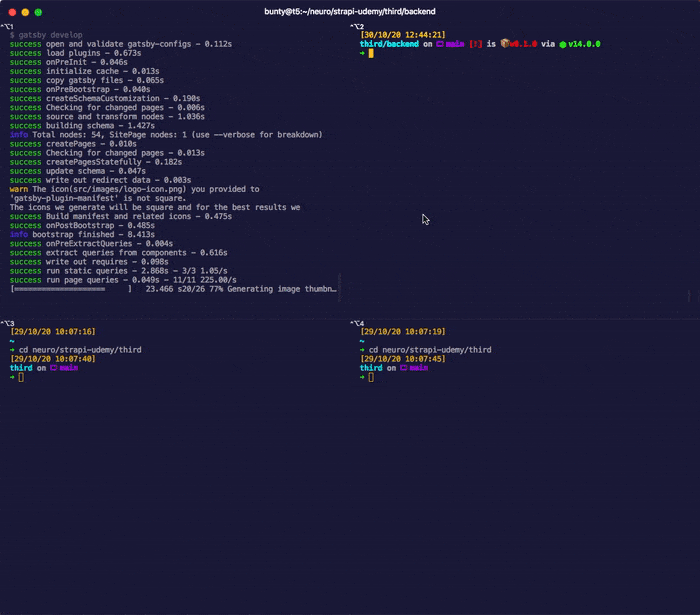 bunty@t5:~/neuro/strapi-udemy/third/backend
^⌥1
$ gatsby develop
success open and validate gatsby-configs - 0.112s
success load plugins - 0.673s
success onPreInit - 0.046s
success initialize cache - 0.013s
success copy gatsby files - 0.065s
success onPreBootstrap - 0.040s
success createSchemaCustomization - 0.190s
success Checking for changed pages - 0.006s
success source and transform nodes - 1.036s
success building schema - 1.427s
info Total nodes: 54, SitePage nodes: 1 (use --verbose for breakdown)
success createPages - 0.010s
success Checking for changed pages - 0.013s
success createPagesStatefully - 0.182s
success update schema - 0.047s
success write out redirect data - 0.003s
warn The icon(src/images/logo-icon.png) you provided to
'gatsby-plugin-manifest' is not square.
The icons we generate will be square and for the best results we
success Build manifest and related icons - 0.475s
success onPostBootstrap - 0.485s
info bootstrap finished - 8.413s
success onPreExtractQueries - 0.004s
success extract queries from components - 0.616s
success write out requires - 0.098s
success run static queries - 2.868s - 3/3 1.05/s
success run page queries - 0.049s - 11/11 225.00/s
[==================== ] 23.466 s20/26 77% Generating image thumbn…
^⌥2
[30/10/20 12:44:21]
third/backend on main [!] is v0.1.0 via v14.0.0
➜
^⌥3
[29/10/20 10:07:16]
~
➜ cd neuro/strapi-udemy/third
[29/10/20 10:07:40]
third on main
➜
^⌥4
[29/10/20 10:07:19]
~
➜ cd neuro/strapi-udemy/third
[29/10/20 10:07:45]
third on main
➜